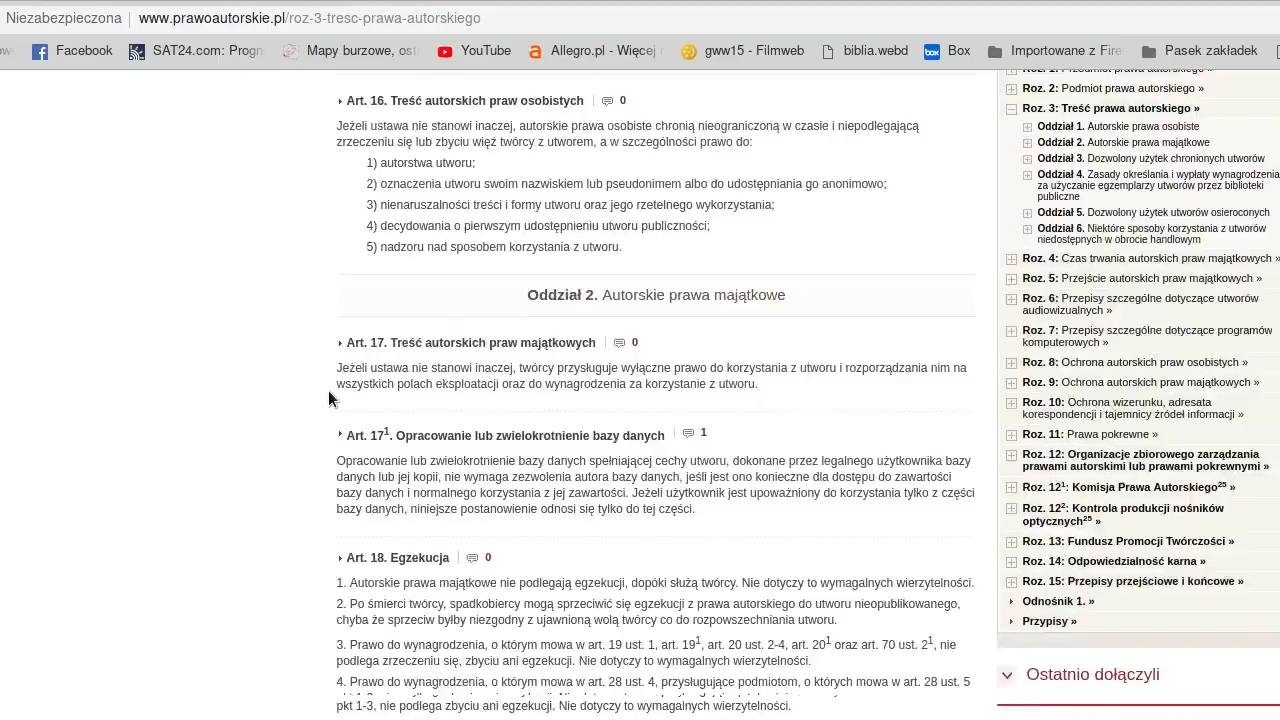 Niezabezpieczona | www.prawoautorskie.pl/roz-3-tresc-prawa-autorskiego
Facebook SAT24.com: Progn Mapy burzowe, ost YouTube Allegro.pl - Więcej gww15 - Filmweb biblia.webd Box Importowane z Fire Pasek zakładek
Art. 16. Treść autorskich praw osobistych 0
Jeżeli ustawa nie stanowi inaczej, autorskie prawa osobiste chronią nieograniczoną w czasie i niepodlegającą
zrzeczeniu się lub zbyciu więź twórcy z utworem, a w szczególności prawo do:
1) autorstwa utworu;
2) oznaczenia utworu swoim nazwiskiem lub pseudonimem albo do udostępniania go anonimowo;
3) nienaruszalności treści i formy utworu oraz jego rzetelnego wykorzystania;
4) decydowania o pierwszym udostępnieniu utworu publiczności;
5) nadzoru nad sposobem korzystania z utworu.
Oddział 2. Autorskie prawa majątkowe
Art. 17. Treść autorskich praw majątkowych 0
Jeżeli ustawa nie stanowi inaczej, twórcy przysługuje wyłączne prawo do korzystania z utworu i rozporządzania nim na
wszystkich polach eksploatacji oraz do wynagrodzenia za korzystanie z utworu.
Art. 17¹. Opracowanie lub zwielokrotnienie bazy danych 1
Opracowanie lub zwielokrotnienie bazy danych spełniającej cechy utworu, dokonane przez legalnego użytkownika bazy
danych lub jej kopii, nie wymaga zezwolenia autora bazy danych, jeśli jest ono konieczne dla dostępu do zawartości
bazy danych i normalnego korzystania z jej zawartości. Jeżeli użytkownik jest upoważniony do korzystania tylko z części
bazy danych, niniejsze postanowienie odnosi się tylko do tej części.
Art. 18. Egzekucja 0
1. Autorskie prawa majątkowe nie podlegają egzekucji, dopóki służą twórcy. Nie dotyczy to wymagalnych wierzytelności.
2. Po śmierci twórcy, spadkobiercy mogą sprzeciwić się egzekucji z prawa autorskiego do utworu nieopublikowanego,
chyba że sprzeciw byłby niezgodny z ujawnioną wolą twórcy co do rozpowszechniania utworu.
3. Prawo do wynagrodzenia, o którym mowa w art. 19 ust. 1, art. 19¹, art. 20 ust. 2-4, art. 20¹ oraz art. 70 ust. 2¹, nie
podlega zrzeczeniu się, zbyciu ani egzekucji. Nie dotyczy to wymagalnych wierzytelności.
4. Prawo do wynagrodzenia, o którym mowa w art. 28 ust. 4, przysługujące podmiotom, o których mowa w art. 28 ust. 5
pkt 1-3, nie podlega zbyciu ani egzekucji. Nie dotyczy to wymagalnych wierzytelności.
Roz. 1: Przedmiot prawa autorskiego »
Roz. 2: Podmiot prawa autorskiego »
Roz. 3: Treść prawa autorskiego »
Oddział 1. Autorskie prawa osobiste
Oddział 2. Autorskie prawa majątkowe
Oddział 3. Dozwolony użytek chronionych utworów
Oddział 4. Zasady określania i wypłaty wynagrodzenia
za użyczanie egzemplarzy utworów przez biblioteki
publiczne
Oddział 5. Dozwolony użytek utworów osieroconych
Oddział 6. Niektóre sposoby korzystania z utworów
niedostępnych w obrocie handlowym
Roz. 4: Czas trwania autorskich praw majątkowych »
Roz. 5: Przejście autorskich praw majątkowych »
Roz. 6: Przepisy szczególne dotyczące utworów
audiowizualnych »
Roz. 7: Przepisy szczególne dotyczące programów
komputerowych »
Roz. 8: Ochrona autorskich praw osobistych »
Roz. 9: Ochrona autorskich praw majątkowych »
Roz. 10: Ochrona wizerunku, adresata
korespondencji i tajemnicy źródeł informacji »
Roz. 11: Prawa pokrewne »
Roz. 12: Organizacje zbiorowego zarządzania
prawami autorskimi lub prawami pokrewnymi »
Roz. 12¹: Komisja Prawa Autorskiego²⁵ »
Roz. 12²: Kontrola produkcji nośników
optycznych²⁵ »
Roz. 13: Fundusz Promocji Twórczości »
Roz. 14: Odpowiedzialność karna »
Roz. 15: Przepisy przejściowe i końcowe »
Odnośnik 1. »
Przypisy »
Ostatnio dołączyli